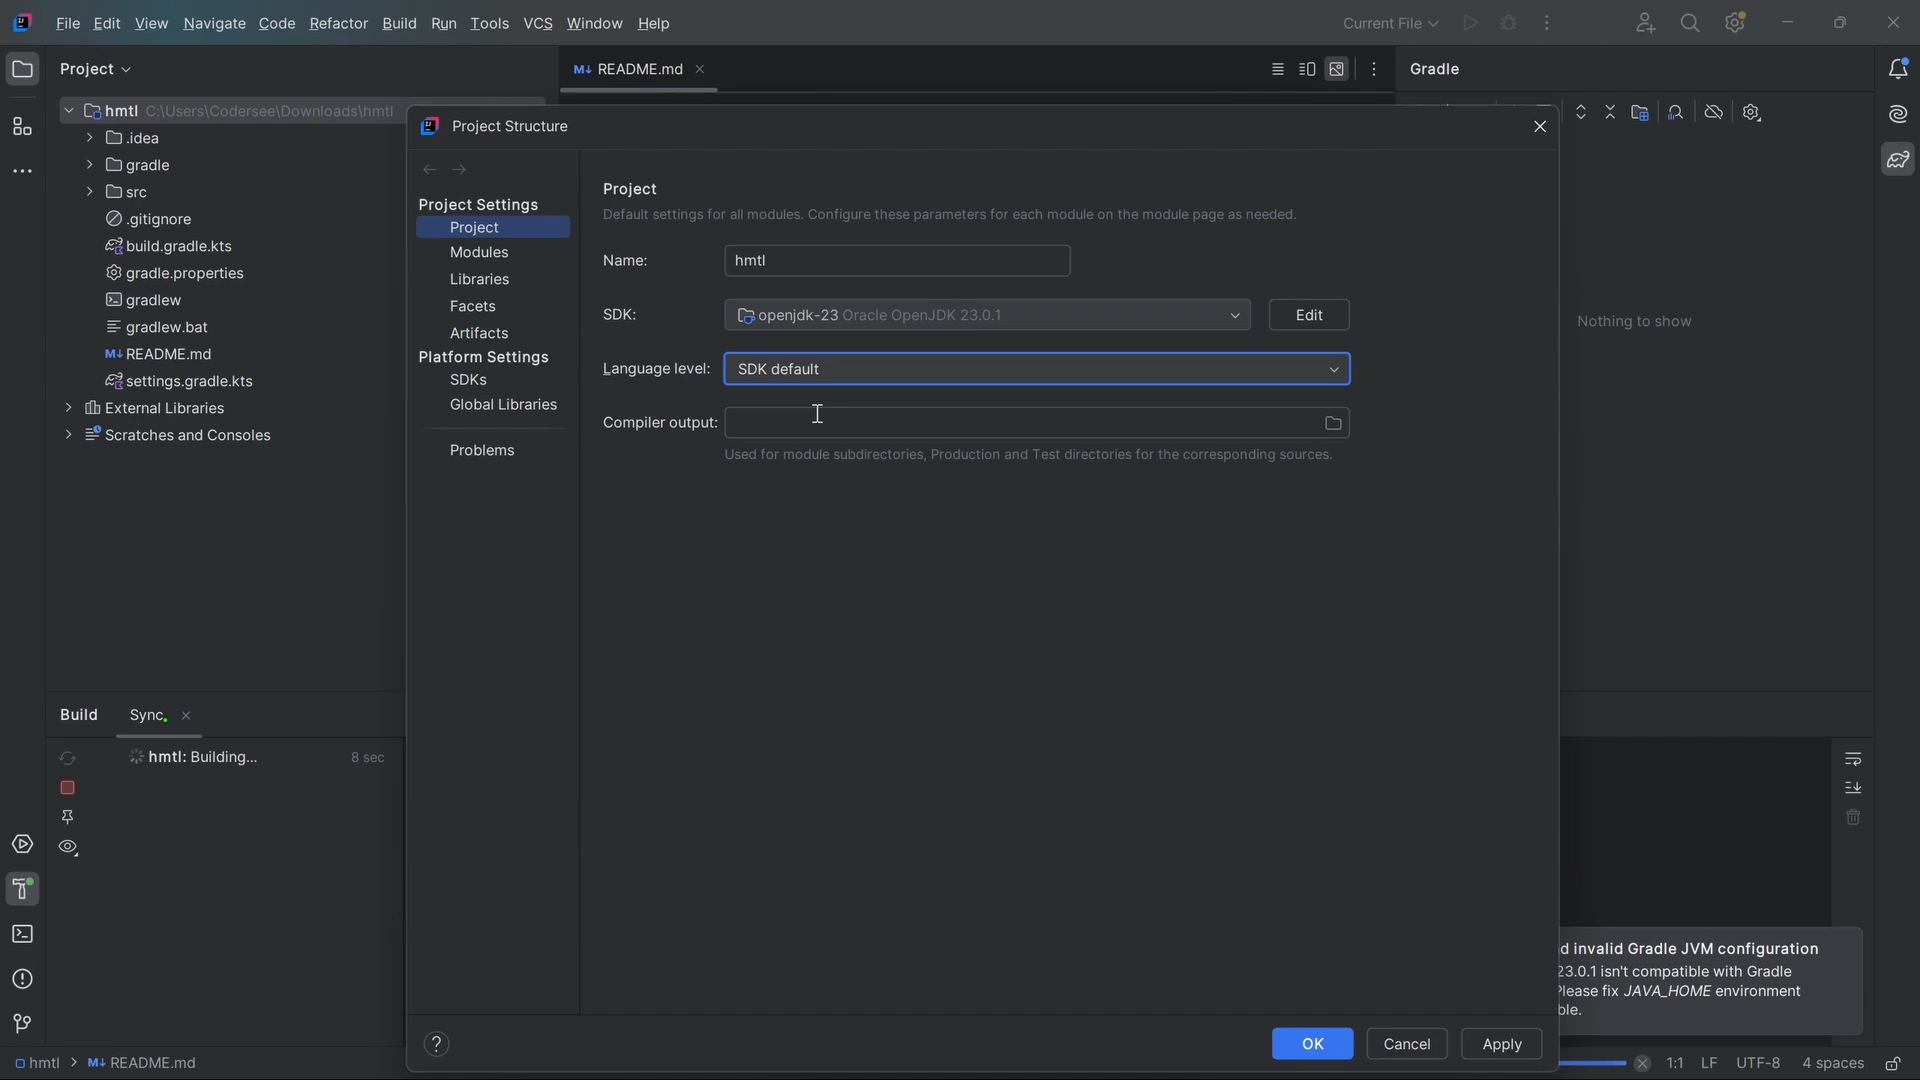 File Edit View Navigate Code Refactor Build Run Tools VCS Window Help
Current File
Project
README.md
Gradle
hmtl C:\Users\Codersee\Downloads\hmtl
.idea
gradle
src
.gitignore
build.gradle.kts
gradle.properties
gradlew
gradlew.bat
README.md
settings.gradle.kts
External Libraries
Scratches and Consoles
Project Structure
Project Settings
Project
Modules
Libraries
Facets
Artifacts
Platform Settings
SDKs
Global Libraries
Problems
Project
Default settings for all modules. Configure these parameters for each module on the module page as needed.
Name: hmtl
SDK: openjdk-23 Oracle OpenJDK 23.0.1 Edit
Language level: SDK default
Compiler output:
Used for module subdirectories, Production and Test directories for the corresponding sources.
Nothing to show
Build Sync
hmtl: Building... 8 sec
d invalid Gradle JVM configuration
23.0.1 isn't compatible with Gradle
Please fix JAVA_HOME environment
ble.
? OK Cancel Apply
hmtl > README.md
1:1 LF UTF-8 4 spaces